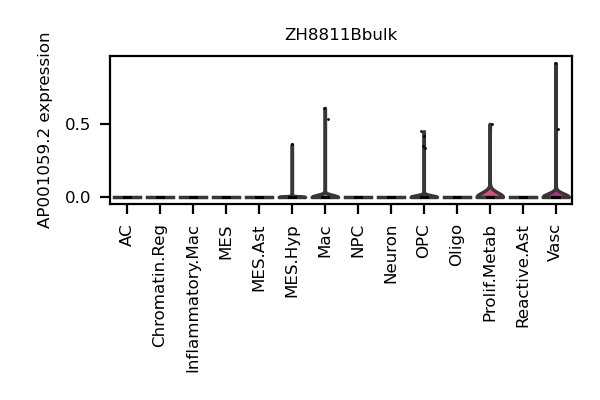 ZH8811Bbulk
AP001059.2 expression
0.5
0.0
AC
Chromatin.Reg
Inflammatory.Mac
MES
MES.Ast
MES.Hyp
Mac
NPC
Neuron
OPC
Oligo
Prolif.Metab
Reactive.Ast
Vasc